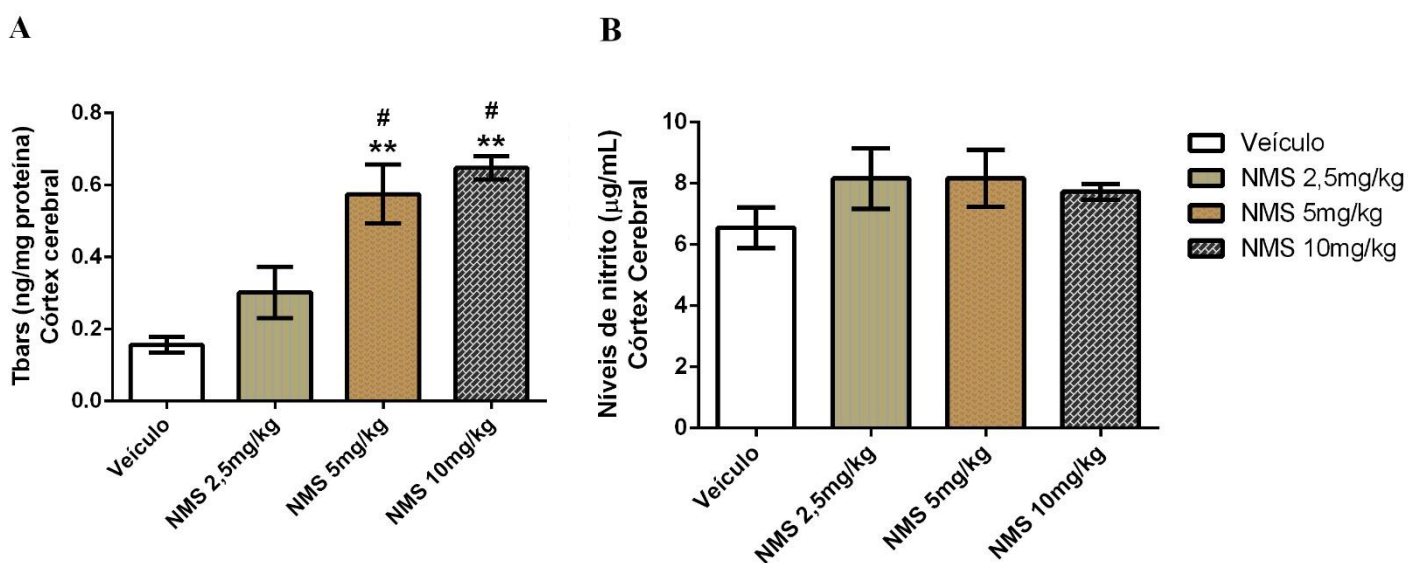 A
Tbars (ng/mg proteína)
Córtex cerebral
0.8
0.6
0.4
0.2
0.0
#
**
#
**
Veículo
NMS 2,5mg/kg
NMS 5mg/kg
NMS 10mg/kg
B
Níveis de nitrito (µg/mL)
Córtex Cerebral
10
8
6
4
2
0
Veículo
NMS 2,5mg/kg
NMS 5mg/kg
NMS 10mg/kg
Veículo
NMS 2,5mg/kg
NMS 5mg/kg
NMS 10mg/kg